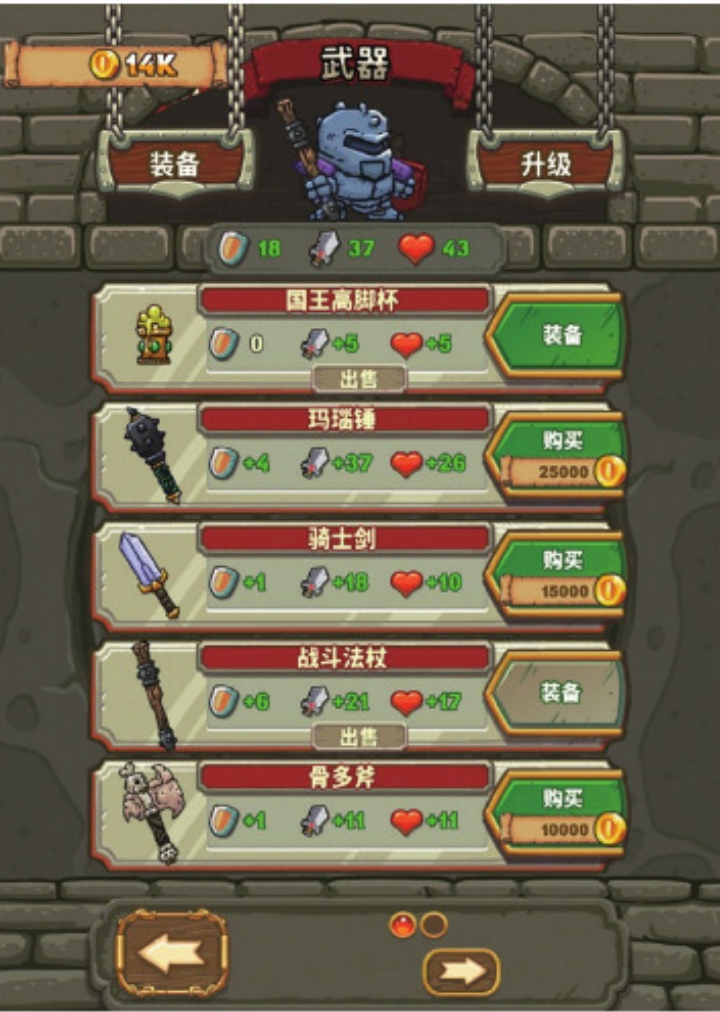 14K
武器
装备
升级
18 37 43
国王高脚杯
0 +5 +5
装备
出售
玛瑙锤
+4 +37 +26
购买
25000
骑士剑
+1 +18 +10
购买
15000
战斗法杖
+6 +21 +17
装备
出售
骨多斧
+1 +11 +11
购买
10000